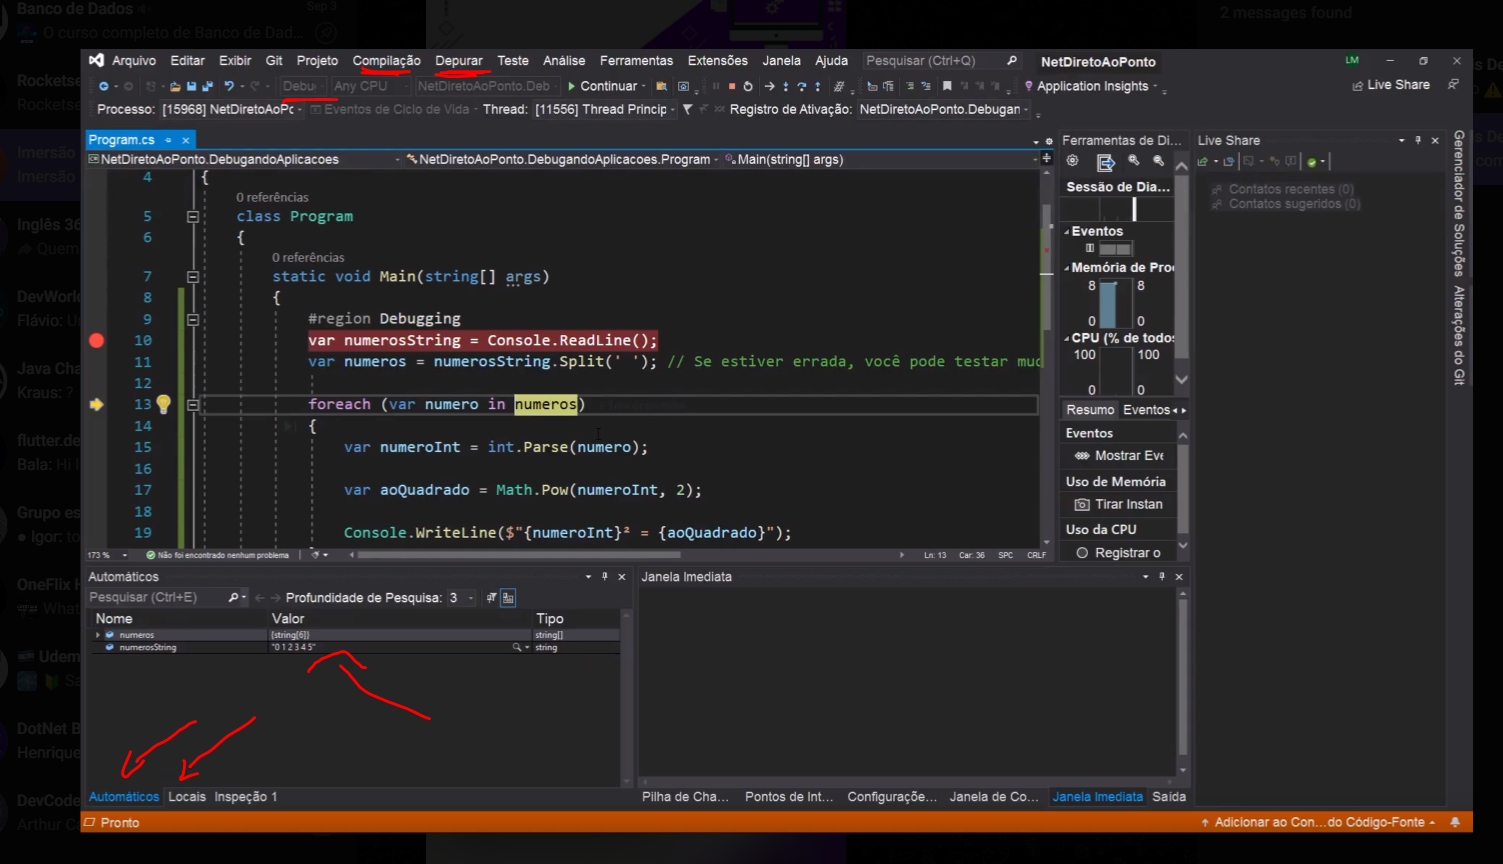 Banco de Dados
Sep 3
2 messages found
O curso completo de Banco de Dad...
Arquivo Editar Exibir Git Projeto Compilação Depurar Teste Análise Ferramentas Extensões Janela Ajuda Pesquisar (Ctrl+Q) NetDiretoAoPonto LM
Rocketse
Rocketse
Debug Any CPU NetDiretoAoPonto.Deb Continuar Application Insights Live Share
Processo: [15968] NetDiretoAoPc Eventos de Ciclo de Vida Thread: [11556] Thread Princip Registro de Ativação: NetDiretoAoPonto.Debugan
Program.cs
Ferramentas de Di...
Live Share
Imersão
Imersão
NetDiretoAoPonto.DebugandoAplicacoes NetDiretoAoPonto.DebugandoAplicacoes.Program Main(string[] args)
4 {
0 referências
5 class Program
6 {
0 referências
7 static void Main(string[] args)
8 {
9 #region Debugging
10 var numerosString = Console.ReadLine();
11 var numeros = numerosString.Split(' '); // Se estiver errada, você pode testar mud
12
13 foreach (var numero in numeros)
14 {
15 var numeroInt = int.Parse(numero);
16
17 var aoQuadrado = Math.Pow(numeroInt, 2);
18
19 Console.WriteLine($"{numeroInt}² = {aoQuadrado}");
173 % Não foi encontrado nenhum problema Ln: 13 Car: 36 SPC CRLF
Sessão de Dia...
Eventos
Memória de Proc
8 8
0 0
CPU (% de todos
100 100
0 0
Resumo Eventos
Eventos
Mostrar Eve
Uso de Memória
Tirar Instan
Uso da CPU
Registrar o
Contatos recentes (0)
Contatos sugeridos (0)
Gerenciador de Soluções
Alterações do Git
Inglês 36
Quem
DevWorld
Flávio: U
Java Cha
Kraus: ?
flutter.de
Bala: Hi I
Grupo es
Igor: to
OneFlix H
What
Udem
Sa
DotNet B
Henrique
DevCode
Arthur C
Automáticos
Pesquisar (Ctrl+E) Profundidade de Pesquisa: 3
Nome Valor Tipo
numeros {string[6]} string[]
numerosString "0 1 2 3 4 5" string
Automáticos Locais Inspeção 1
Janela Imediata
Pilha de Cha... Pontos de Int... Configuraçõe... Janela de Co... Janela Imediata Saída
Pronto
Adicionar ao Con...do Código-Fonte